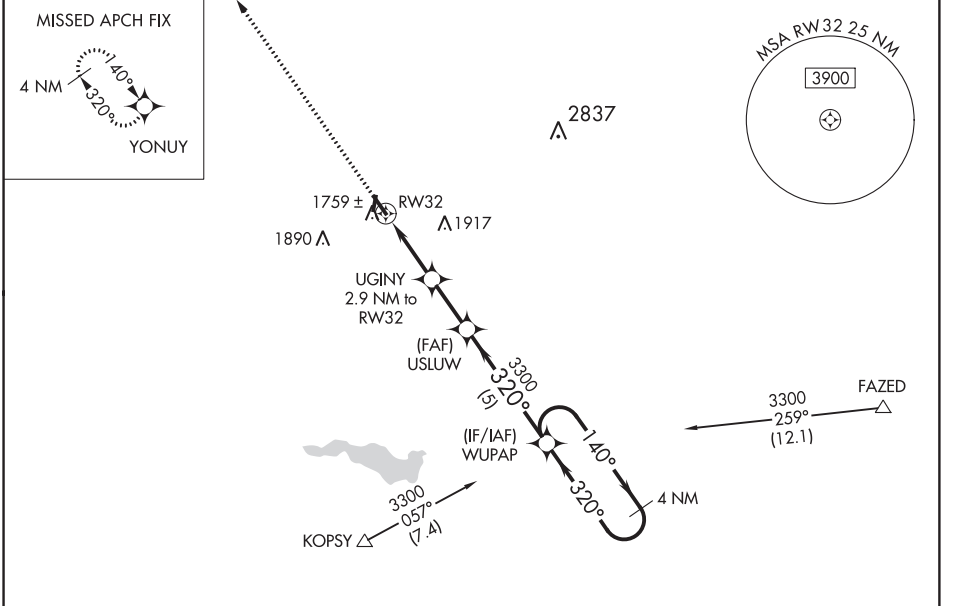 MISSED APCH FIX
140°
4 NM
320°
YONUY
MSA RW32 25 NM
3900
2837
1759 ±
RW32
1917
1890
UGINY
2.9 NM to
RW32
(FAF)
USLUW
3300
320°
(5)
FAZED
3300
259°
(12.1)
(IF/IAF)
WUPAP
140°
320°
4 NM
3300
057°
(7.4)
KOPSY